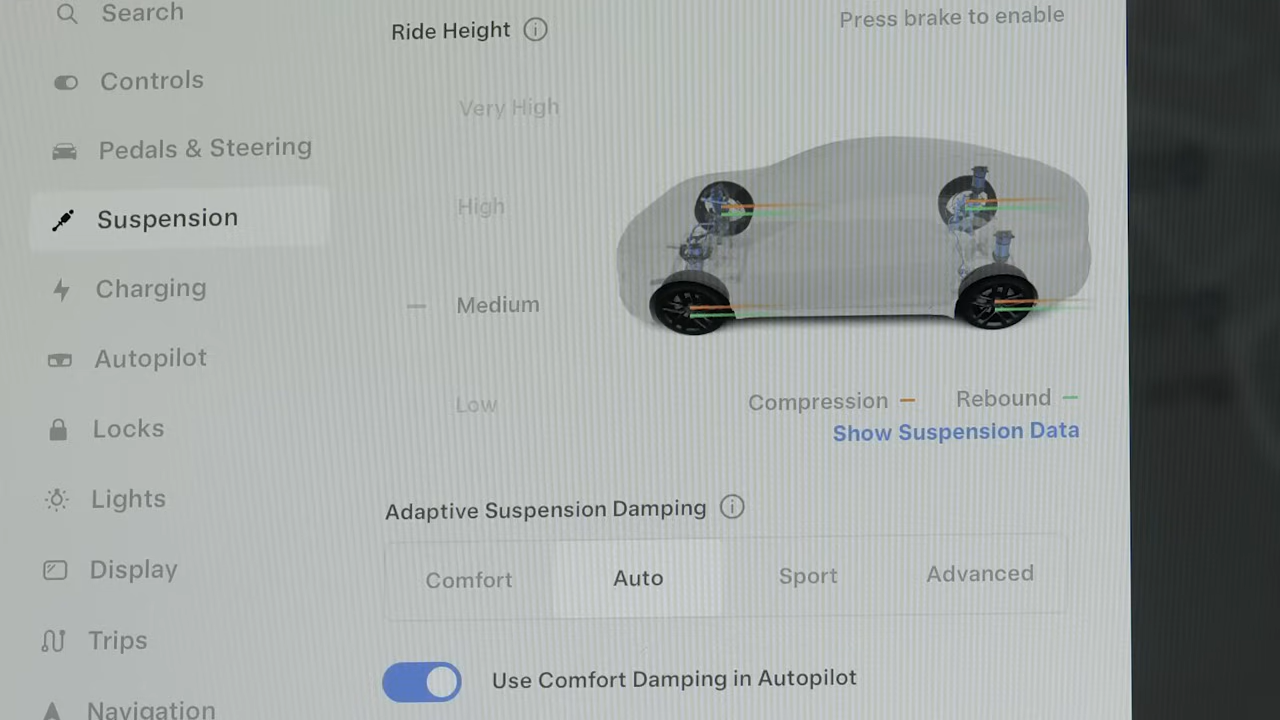 Search
Controls
Pedals & Steering
Suspension
Charging
Autopilot
Locks
Lights
Display
Trips
Navigation
Ride Height
Press brake to enable
Very High
High
Medium
Low
Compression
Rebound
Show Suspension Data
Adaptive Suspension Damping
Comfort
Auto
Sport
Advanced
Use Comfort Damping in Autopilot